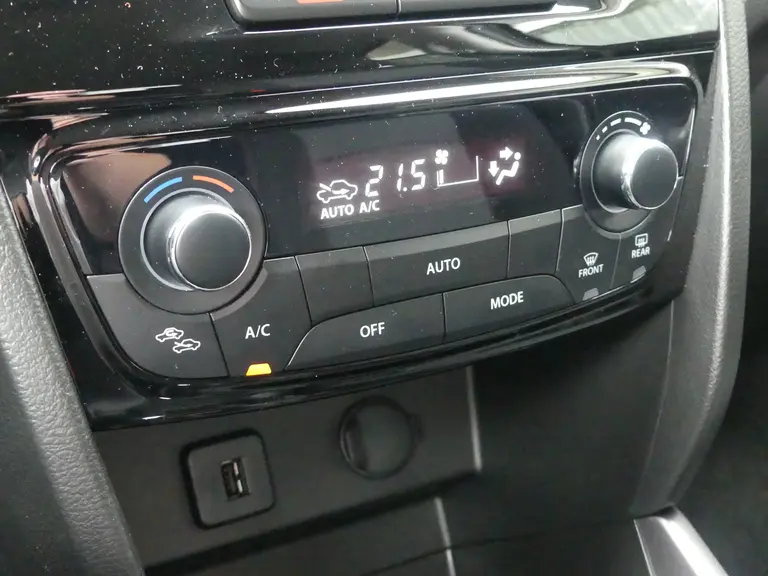 21.5
AUTO A/C
AUTO
FRONT
REAR
A/C
OFF
MODE